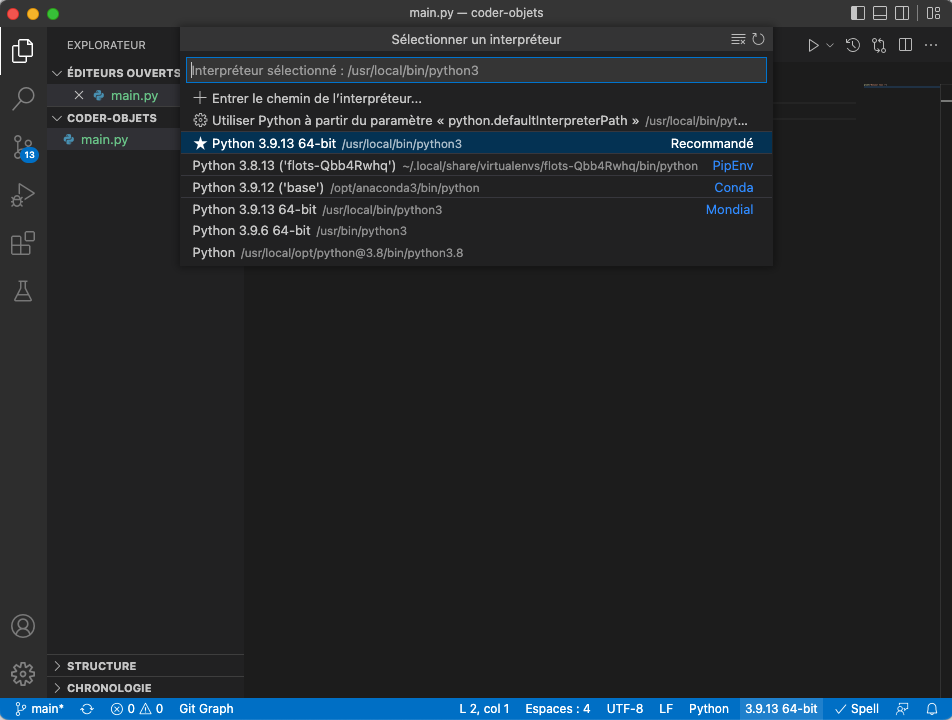 main.py — coder-objets
EXPLORATEUR
ÉDITEURS OUVERTS
main.py
CODER-OBJETS
main.py
Sélectionner un interpréteur
Interpréteur sélectionné : /usr/local/bin/python3
Entrer le chemin de l’interpréteur...
Utiliser Python à partir du paramètre « python.defaultInterpreterPath » /usr/local/bin/pyt...
Python 3.9.13 64-bit /usr/local/bin/python3 Recommandé
Python 3.8.13 ('flots-Qbb4Rwhq') ~/.local/share/virtualenvs/flots-Qbb4Rwhq/bin/python PipEnv
Python 3.9.12 ('base') /opt/anaconda3/bin/python Conda
Python 3.9.13 64-bit /usr/local/bin/python3 Mondial
Python 3.9.6 64-bit /usr/bin/python3
Python /usr/local/opt/python@3.8/bin/python3.8
13
STRUCTURE
CHRONOLOGIE
main* 0 0 Git Graph L 2, col 1 Espaces : 4 UTF-8 LF Python 3.9.13 64-bit Spell